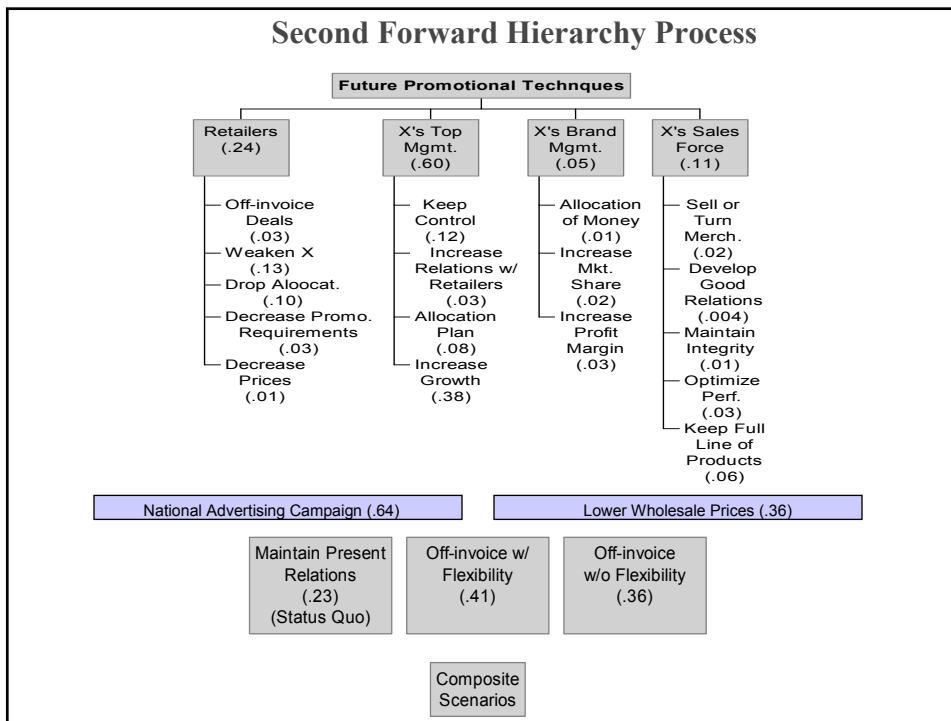 Second Forward Hierarchy Process
Future Promotional Technques
Retailers
(.24)
X's Top
Mgmt.
(.60)
X's Brand
Mgmt.
(.05)
X's Sales
Force
(.11)
Off-invoice
Deals
(.03)
Weaken X
(.13)
Drop Aloocat.
(.10)
Decrease Promo.
Requirements
(.03)
Decrease
Prices
(.01)
Keep
Control
(.12)
Increase
Relations w/
Retailers
(.03)
Allocation
Plan
(.08)
Increase
Growth
(.38)
Allocation
of Money
(.01)
Increase
Mkt.
Share
(.02)
Increase
Profit
Margin
(.03)
Sell or
Turn
Merch.
(.02)
Develop
Good
Relations
(.004)
Maintain
Integrity
(.01)
Optimize
Perf.
(.03)
Keep Full
Line of
Products
(.06)
National Advertising Campaign (.64)
Lower Wholesale Prices (.36)
Maintain Present
Relations
(.23)
(Status Quo)
Off-invoice w/
Flexibility
(.41)
Off-invoice
w/o Flexibility
(.36)
Composite
Scenarios